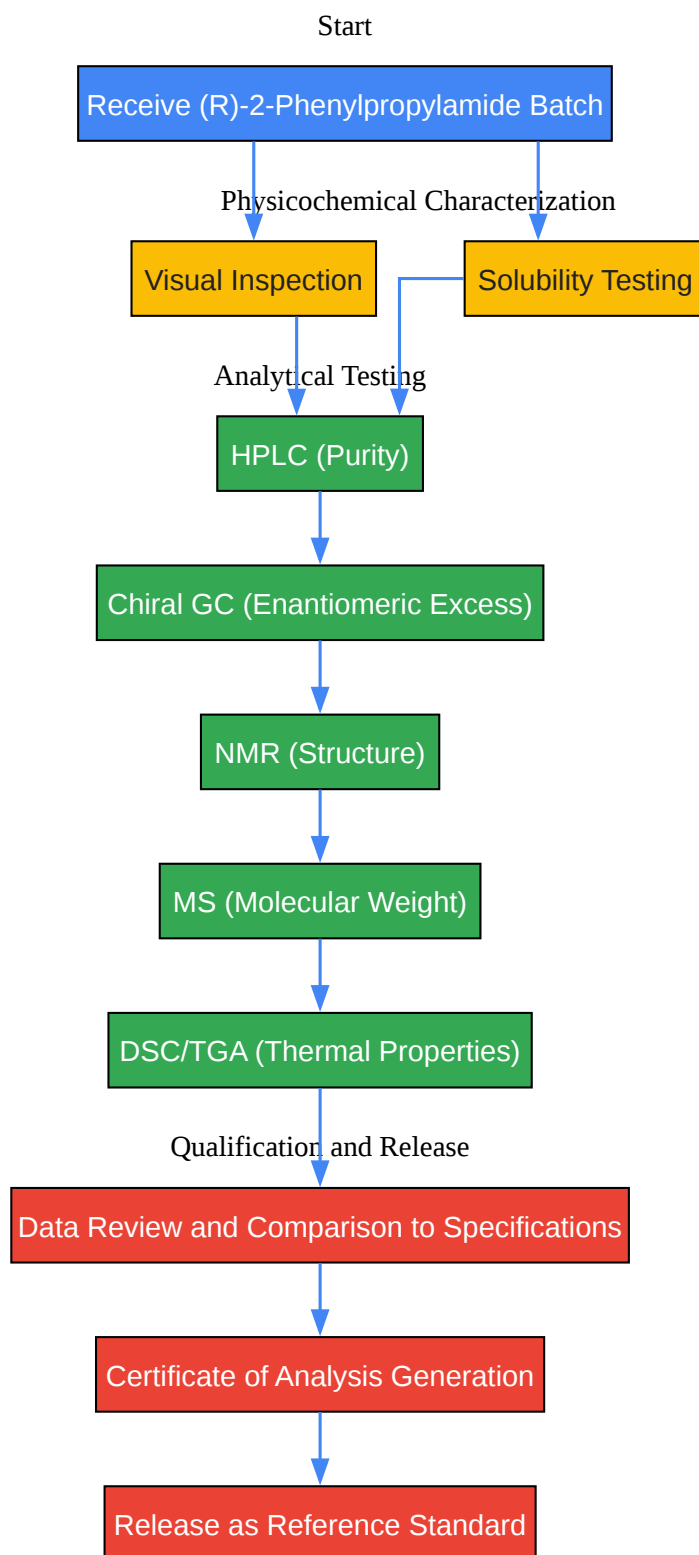 Start
Receive (R)-2-Phenylpropylamide Batch
Physicochemical Characterization
Visual Inspection
Solubility Testing
Analytical Testing
HPLC (Purity)
Chiral GC (Enantiomeric Excess)
NMR (Structure)
MS (Molecular Weight)
DSC/TGA (Thermal Properties)
Qualification and Release
Data Review and Comparison to Specifications
Certificate of Analysis Generation
Release as Reference Standard